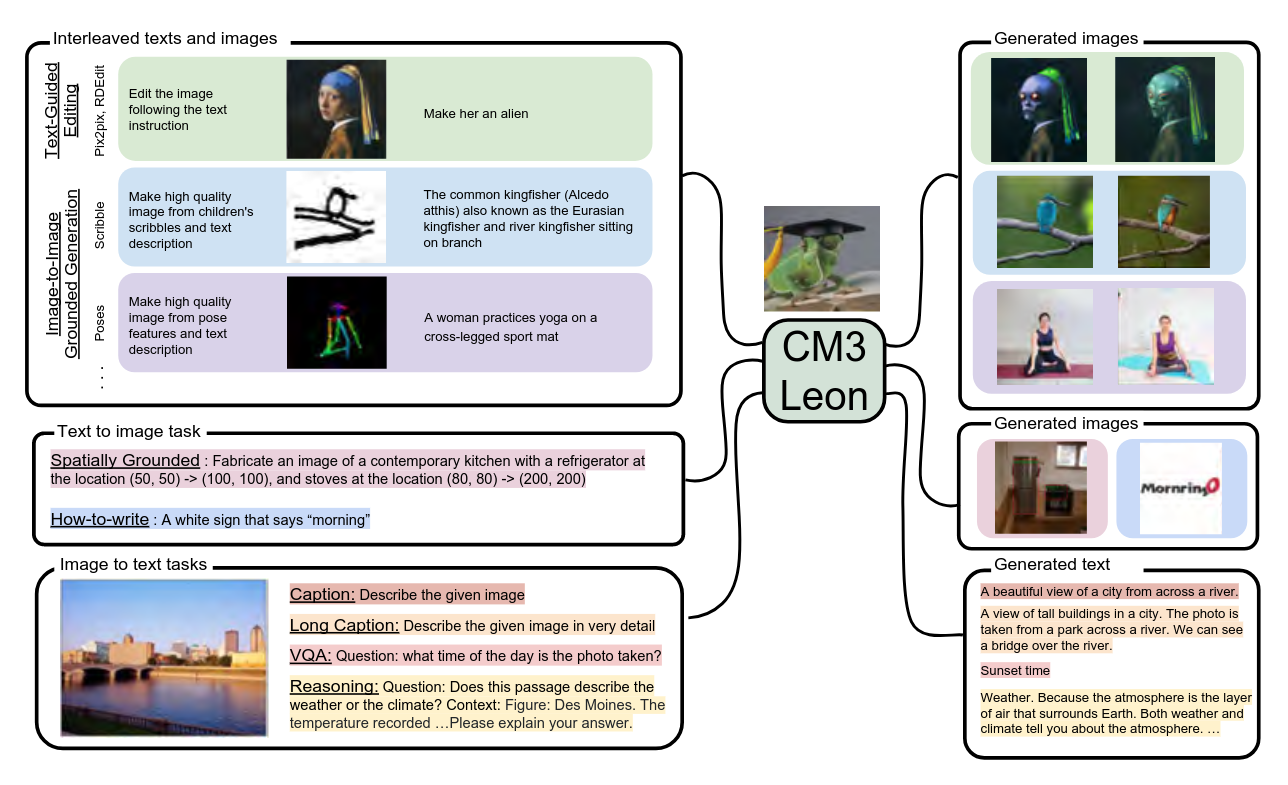 Interleaved texts and images
Text-Guided
Editing
Pix2pix, RDEdit
Edit the image
following the text
instruction
Make her an alien
Image-to-Image
Grounded Generation
Scribble
Make high quality
image from children's
scribbles and text
description
The common kingfisher (Alcedo
atthis) also known as the Eurasian
kingfisher and river kingfisher sitting
on branch
Poses
Make high quality
image from pose
features and text
description
A woman practices yoga on a
cross-legged sport mat
. . .
Text to image task
Spatially Grounded : Fabricate an image of a contemporary kitchen with a refrigerator at
the location (50, 50) -> (100, 100), and stoves at the location (80, 80) -> (200, 200)
How-to-write : A white sign that says “morning”
Image to text tasks
Caption: Describe the given image
Long Caption: Describe the given image in very detail
VQA: Question: what time of the day is the photo taken?
Reasoning: Question: Does this passage describe the
weather or the climate? Context: Figure: Des Moines. The
temperature recorded …Please explain your answer.
CM3
Leon
Generated images
Generated images
Mornring
Generated text
A beautiful view of a city from across a river.
A view of tall buildings in a city. The photo is
taken from a park across a river. We can see
a bridge over the river.
Sunset time
Weather. Because the atmosphere is the layer
of air that surrounds Earth. Both weather and
climate tell you about the atmosphere. …